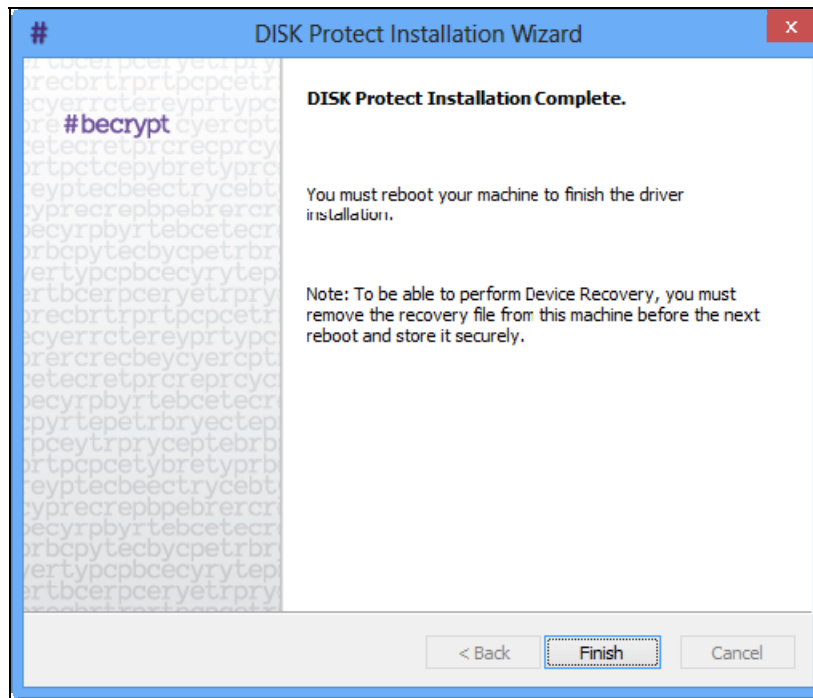 #
DISK Protect Installation Wizard
x
#becrypt
DISK Protect Installation Complete.
You must reboot your machine to finish the driver
installation.
Note: To be able to perform Device Recovery, you must
remove the recovery file from this machine before the next
reboot and store it securely.
< Back
Finish
Cancel